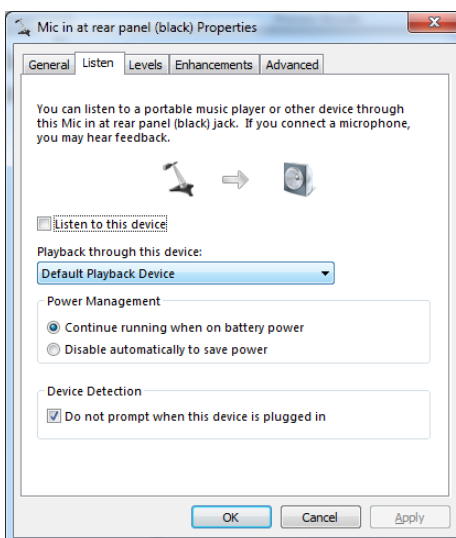 Mic in at rear panel (black) Properties
General Listen Levels Enhancements Advanced
You can listen to a portable music player or other device through
this Mic in at rear panel (black) jack. If you connect a microphone,
you may hear feedback.
Listen to this device
Playback through this device:
Default Playback Device
Power Management
Continue running when on battery power
Disable automatically to save power
Device Detection
Do not prompt when this device is plugged in
OK Cancel Apply